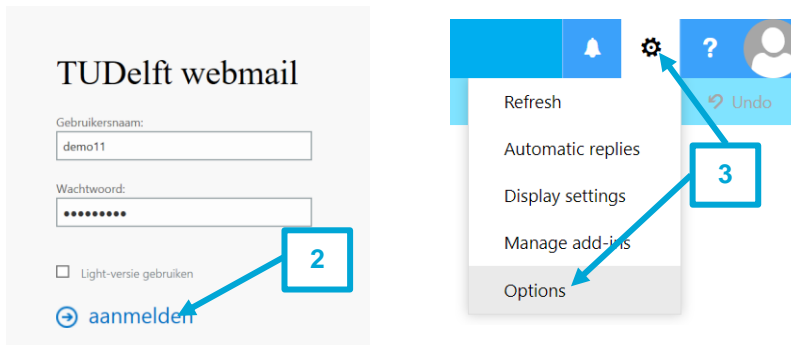 TUDelft webmail
Gebruikersnaam:
demo11
Wachtwoord:
•••••••••
Light-versie gebruiken
aanmelden
2
?
Undo
Refresh
Automatic replies
Display settings
Manage add-ins
Options
3